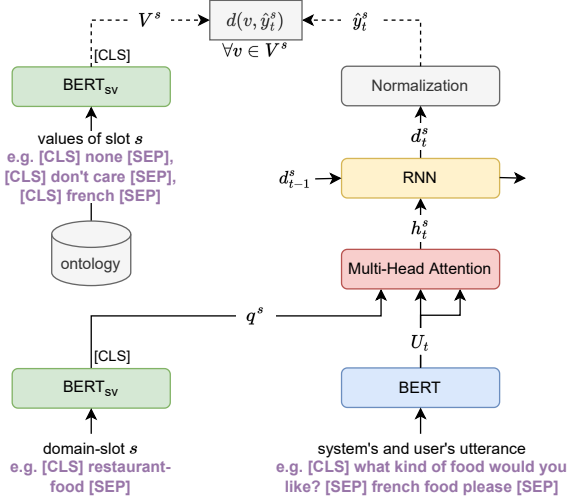 V^s
d(v, ŷ_t^s)
ŷ_t^s
∀v ∈ V^s
[CLS]
BERT_sv
Normalization
values of slot s
e.g. [CLS] none [SEP],
[CLS] don't care [SEP],
[CLS] french [SEP]
d_t^s
d_{t-1}^s
RNN
h_t^s
ontology
Multi-Head Attention
q^s
U_t
[CLS]
BERT_sv
BERT
domain-slot s
e.g. [CLS] restaurant-
food [SEP]
system's and user's utterance
e.g. [CLS] what kind of food would you
like? [SEP] french food please [SEP]